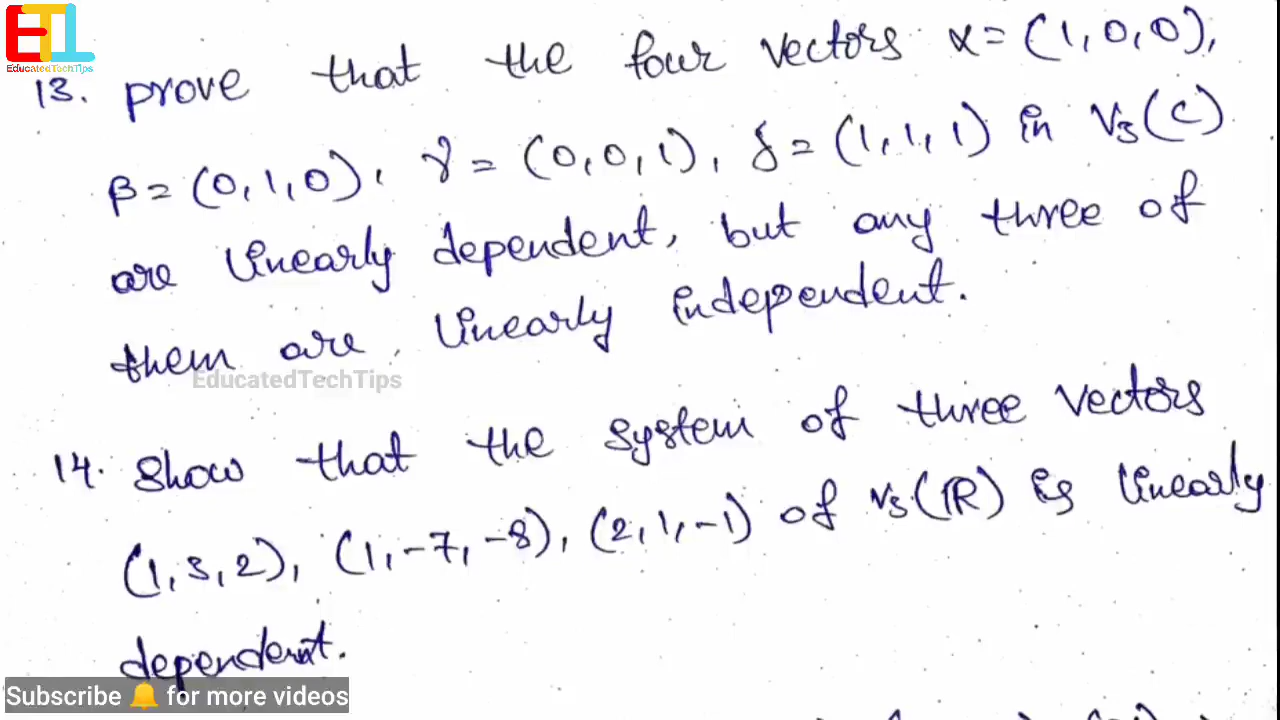 ETL
EducatedTechTips
13. prove that the four vectors α = (1,0,0),
β = (0,1,0), γ = (0,0,1), δ = (1,1,1) in V₃(C)
are linearly dependent, but any three of
them are linearly independent.
EducatedTechTips
14. Show that the system of three vectors
(1,3,2), (1,-7,-8), (2,1,-1) of V₃(ℝ) is linearly
dependent.
Subscribe 🔔 for more videos